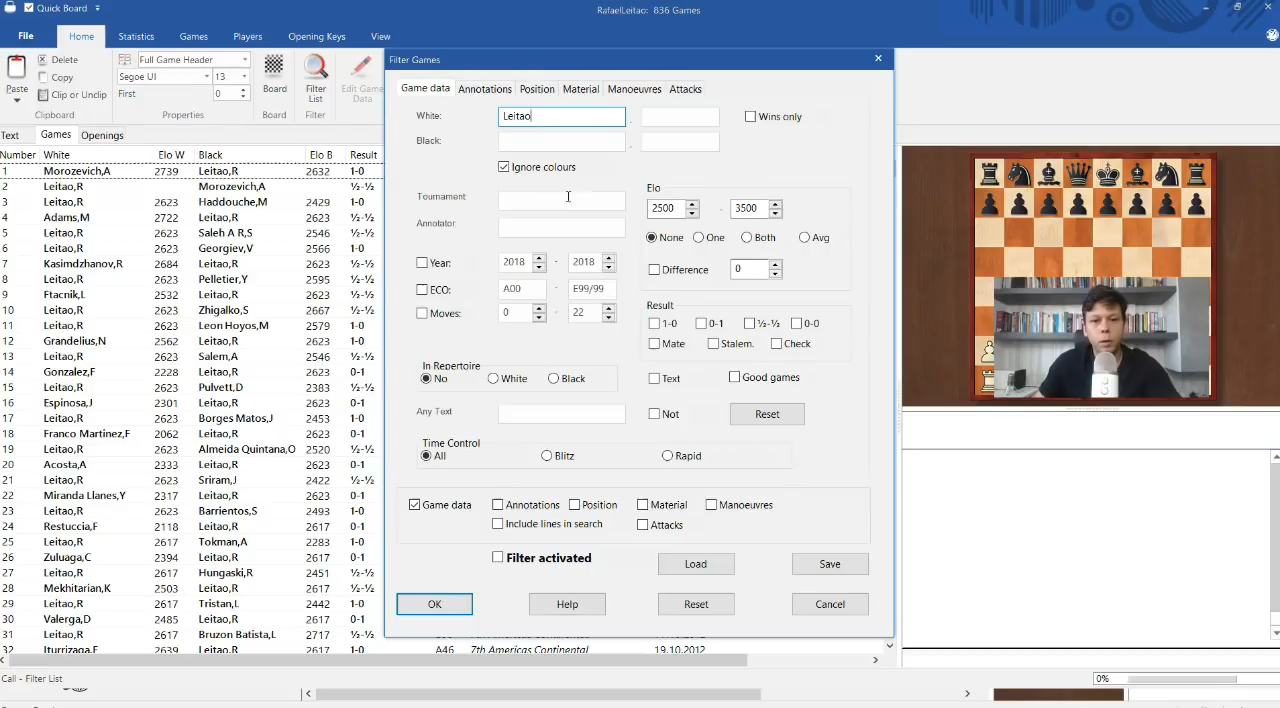 Quick Board
RafaelLeitao: 836 Games
File Home Statistics Games Players Opening Keys View
Paste
Delete
Copy
Clip or Unclip
Clipboard
Full Game Header
Segoe UI 13
First 0
Properties
Board
Board
Filter List
Filter
Edit Game Data
Text Games Openings
Number White Elo W Black Elo B Result
1 Morozevich,A 2739 Leitao,R 2632 1-0
2 Leitao,R Morozevich,A ½-½
3 Leitao,R 2623 Haddouche,M 2429 1-0
4 Adams,M 2722 Leitao,R 2623 ½-½
5 Leitao,R 2623 Saleh A R,S 2546 ½-½
6 Leitao,R 2623 Georgiev,V 2566 1-0
7 Kasimdzhanov,R 2684 Leitao,R 2623 ½-½
8 Leitao,R 2623 Pelletier,Y 2595 ½-½
9 Ftacnik,L 2532 Leitao,R 2623 ½-½
10 Leitao,R 2623 Zhigalko,S 2667 ½-½
11 Leitao,R 2623 Leon Hoyos,M 2579 1-0
12 Grandelius,N 2562 Leitao,R 2623 1-0
13 Leitao,R 2623 Salem,A 2546 ½-½
14 Gonzalez,F 2228 Leitao,R 2623 0-1
15 Leitao,R 2623 Pulvett,D 2383 ½-½
16 Espinosa,J 2301 Leitao,R 2623 0-1
17 Leitao,R 2623 Borges Matos,J 2453 1-0
18 Franco Martinez,F 2062 Leitao,R 2623 0-1
19 Leitao,R 2623 Almeida Quintana,O 2520 ½-½
20 Acosta,A 2333 Leitao,R 2623 0-1
21 Leitao,R 2623 Sriram,J 2422 ½-½
22 Miranda Llanes,Y 2317 Leitao,R 2623 0-1
23 Leitao,R 2623 Barrientos,S 2493 1-0
24 Restuccia,F 2118 Leitao,R 2617 0-1
25 Leitao,R 2617 Tokman,A 2283 1-0
26 Zuluaga,C 2394 Leitao,R 2617 0-1
27 Leitao,R 2617 Hungaski,R 2451 ½-½
28 Mekhitarian,K 2503 Leitao,R 2617 ½-½
29 Leitao,R 2617 Tristan,L 2442 1-0
30 Valerga,D 2485 Leitao,R 2617 0-1
31 Leitao,R 2617 Bruzon Batista,L 2717 ½-½
32 Iturrizaga,F 2639 Leitao,R 2617 1-0 A46 7th Americas Continental 19.10.2012
Filter Games
Game data Annotations Position Material Manoeuvres Attacks
White: Leitao Wins only
Black:
Ignore colours
Tournament
Annotator:
Year: 2018 - 2018
ECO: A00 - E99/99
Moves: 0 - 22
Elo
2500 - 3500
None One Both Avg
Difference 0
Result
1-0 0-1 ½-½ 0-0
Mate Stalem. Check
In Repertoire
No White Black
Text Good games
Any Text
Not Reset
Time Control
All Blitz Rapid
Game data Annotations Position Material Manoeuvres
Include lines in search Attacks
Filter activated Load Save
OK Help Reset Cancel
Call - Filter List
0%